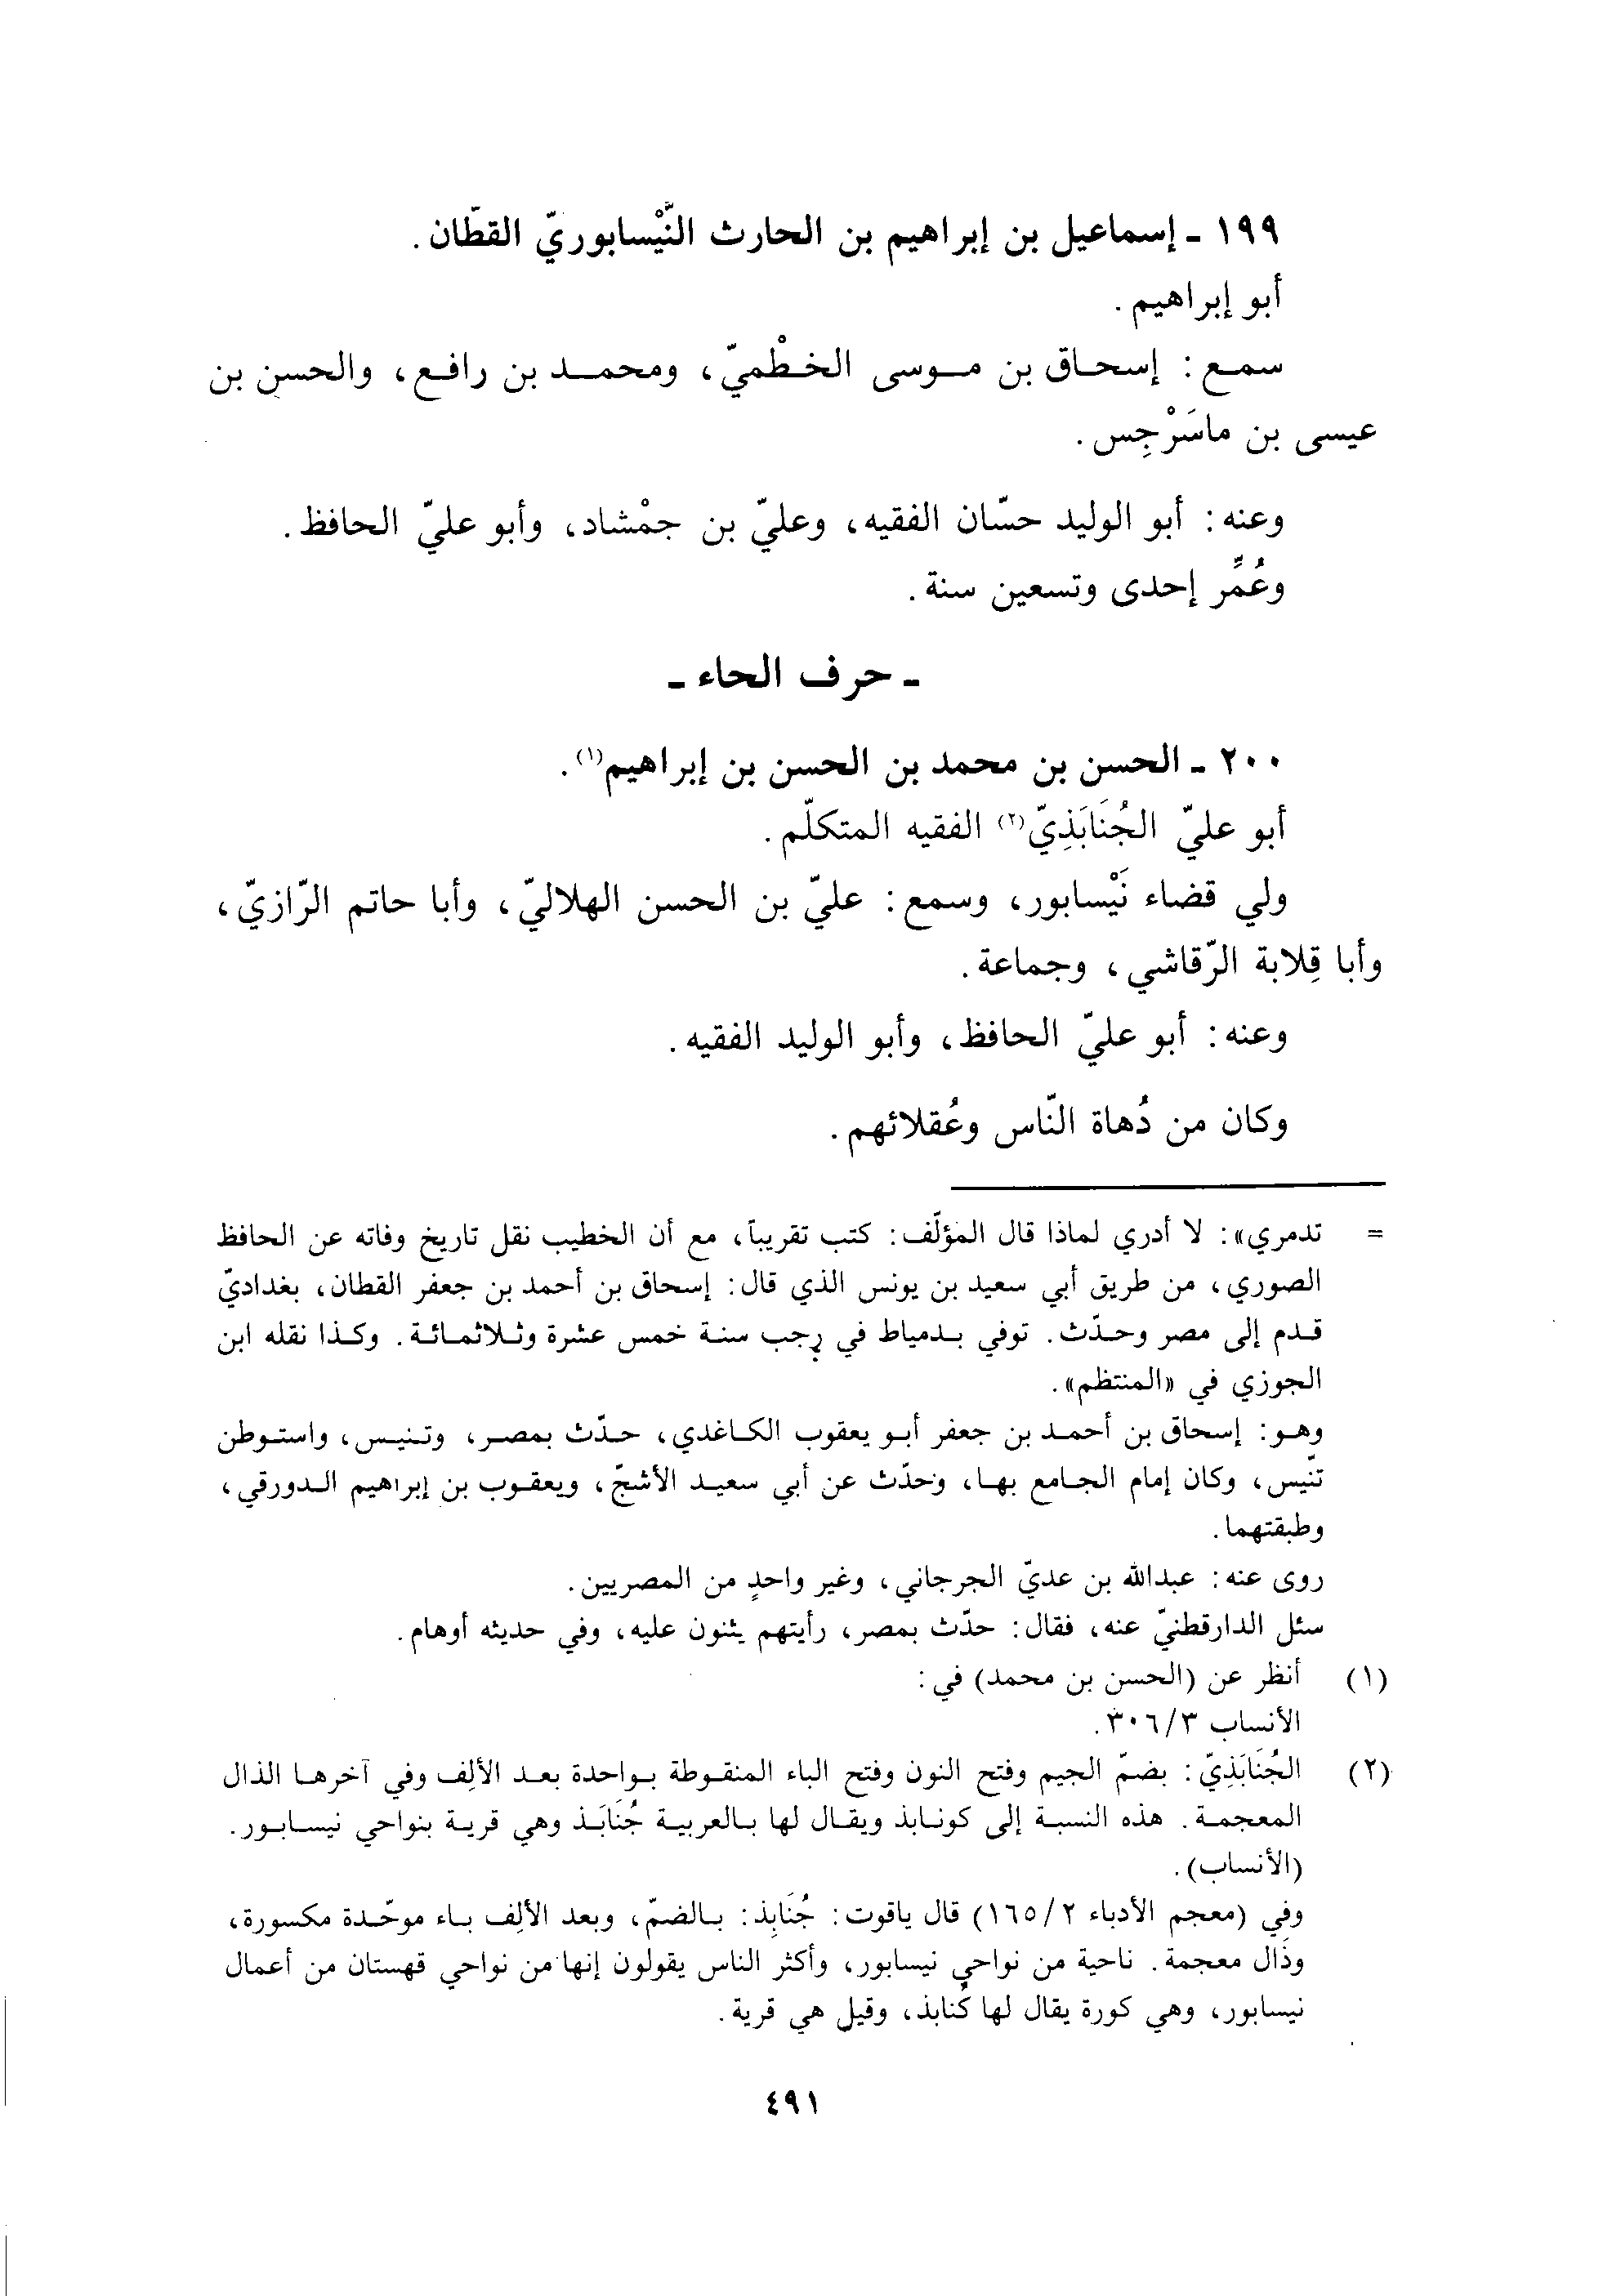 ١٩٩ ـ إسماعيل بن إبراهيم بن الحارث النَّيْسابوريّ القطّان.
أبو إبراهيم.
سمع: إسحاق بن موسى الخطْميّ، ومحمد بن رافع، والحسن بن
عيسى بن ماسَرْجِس.
وعنه: أبو الوليد حسّان الفقيه، وعليّ بن جمْشاد، وأبو عليّ الحافظ.
وعُمِّر إحدى وتسعين سنة.
ـ حرف الحاء ـ
٢٠٠ ـ الحسن بن محمد بن الحسن بن إبراهيم(١).
أبو عليّ الجُنَابَذِيّ(٢) الفقيه المتكلّم.
ولي قضاء نَيْسابور، وسمع: عليّ بن الحسن الهلاليّ، وأبا حاتم الرّازيّ،
وأبا قِلابة الرّقاشي، وجماعة.
وعنه: أبو عليّ الحافظ، وأبو الوليد الفقيه.
وكان من دُهاة النّاس وعُقلائهم.
= تدمري»: لا أدري لماذا قال المؤلّف: كتب تقريباً، مع أن الخطيب نقل تاريخ وفاته عن الحافظ
الصوري، من طريق أبي سعيد بن يونس الذي قال: إسحاق بن أحمد بن جعفر القطان، بغداديّ
قدم إلى مصر وحدّث. توفي بدمياط في رجب سنة خمس عشرة وثلاثمائة. وكذا نقله ابن
الجوزي في «المنتظم».
وهو: إسحاق بن أحمد بن جعفر أبو يعقوب الكاغدي، حدّث بمصر، وتنيس، واستوطن
تنّيس، وكان إمام الجامع بها، وحدّث عن أبي سعيد الأشجّ، ويعقوب بن إبراهيم الدورقي،
وطبقتهما.
روى عنه: عبدالله بن عديّ الجرجاني، وغير واحدٍ من المصريين.
سئل الدارقطنيّ عنه، فقال: حدّث بمصر، رأيتهم يثنون عليه، وفي حديثه أوهام.
(١) أنظر عن (الحسن بن محمد) في:
الأنساب ٣٠٦/٣.
(٢) الجُنَابَذِيّ: بضمّ الجيم وفتح النون وفتح الباء المنقوطة بواحدة بعد الألِف وفي آخرها الذال
المعجمة. هذه النسبة إلى كونابذ ويقال لها بالعربية جُنَابَذ وهي قرية بنواحي نيسابور.
(الأنساب).
وفي (معجم الأدباء ١٦٥/٢) قال ياقوت: جُنَابِذ: بالضمّ، وبعد الألِف باء موحّدة مكسورة،
وذال معجمة. ناحية من نواحي نيسابور، وأكثر الناس يقولون إنها من نواحي قهستان من أعمال
نيسابور، وهي كورة يقال لها كُنابذ، وقيل هي قرية.
٤٩١